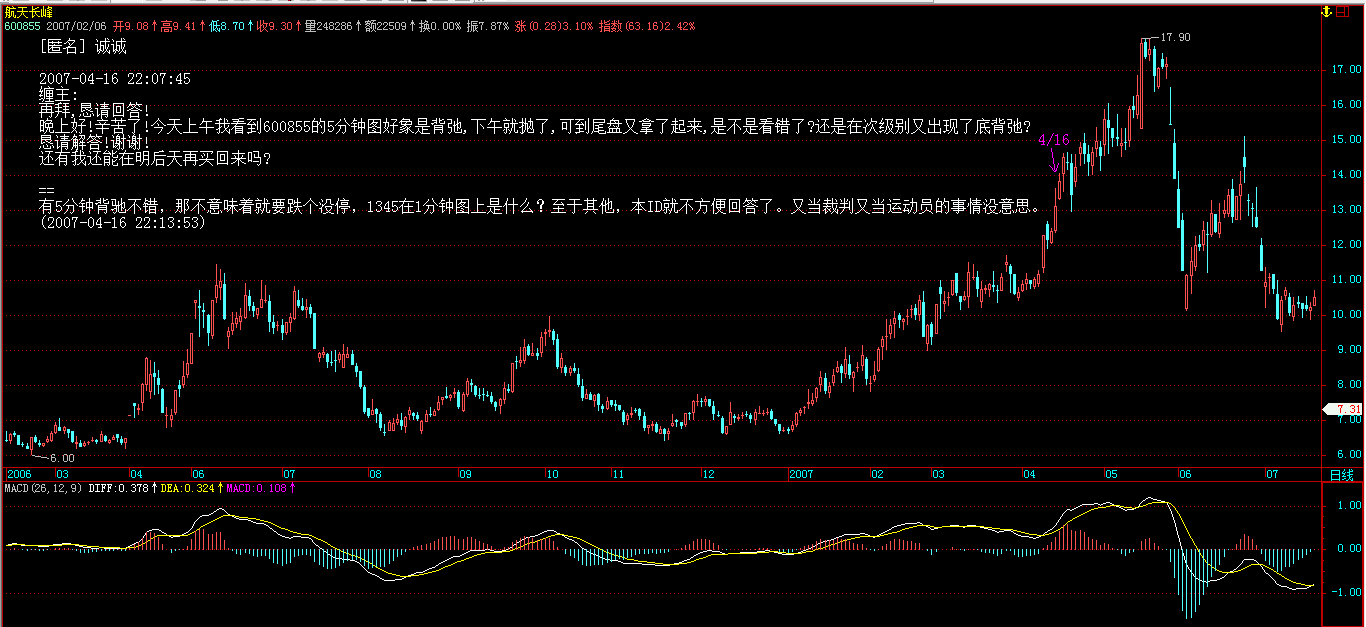 航天长峰
600855 2007/02/06 开9.08↑高9.41↑低8.70↑收9.30↑量248286↑额22509↑换0.00% 振7.87% 涨(0.28)3.10% 指数(63.16)2.42%
[匿名] 诚诚
2007-04-16 22:07:45
缠主:
再拜,恳请回答!
晚上好!辛苦了!今天上午我看到600855的5分钟图好象是背弛,下午就抛了,可到尾盘又拿了起来,是不是看错了?还是在次级别又出现了底背弛?
恳请解答!谢谢!
还有我还能在明后天再买回来吗?
==
有5分钟背驰不错，那不意味着就要跌个没停，1345在1分钟图上是什么？至于其他，本ID就不方便回答了。又当裁判又当运动员的事情没意思。
(2007-04-16 22:13:53)
4/16
17.90
6.00
17.00
16.00
15.00
14.00
13.00
12.00
11.00
10.00
9.00
8.00
7.31
7.00
6.00
2006 03 04 06 07 08 09 10 11 12 2007 02 03 04 05 06 07 日线
MACD(26,12,9) DIFF:0.378↑DEA:0.324↑MACD:0.108↑
1.00
0.00
-1.00